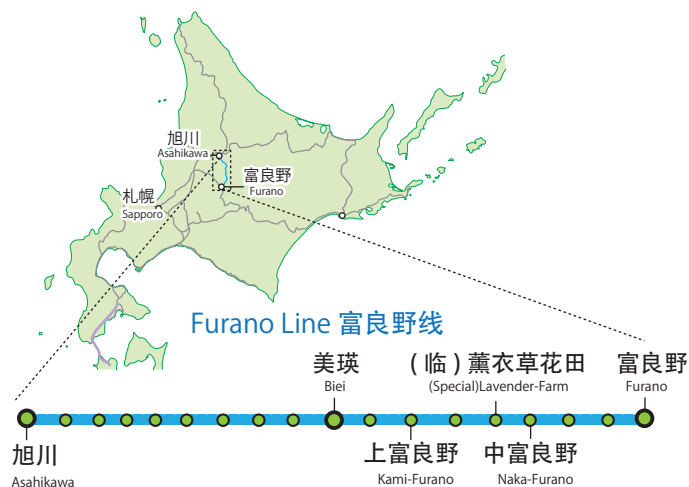 旭川
Asahikawa
富良野
Furano
札幌
Sapporo
Furano Line 富良野线
美瑛
Biei
(临)薰衣草花田
(Special)Lavender-Farm
富良野
Furano
旭川
Asahikawa
上富良野
Kami-Furano
中富良野
Naka-Furano